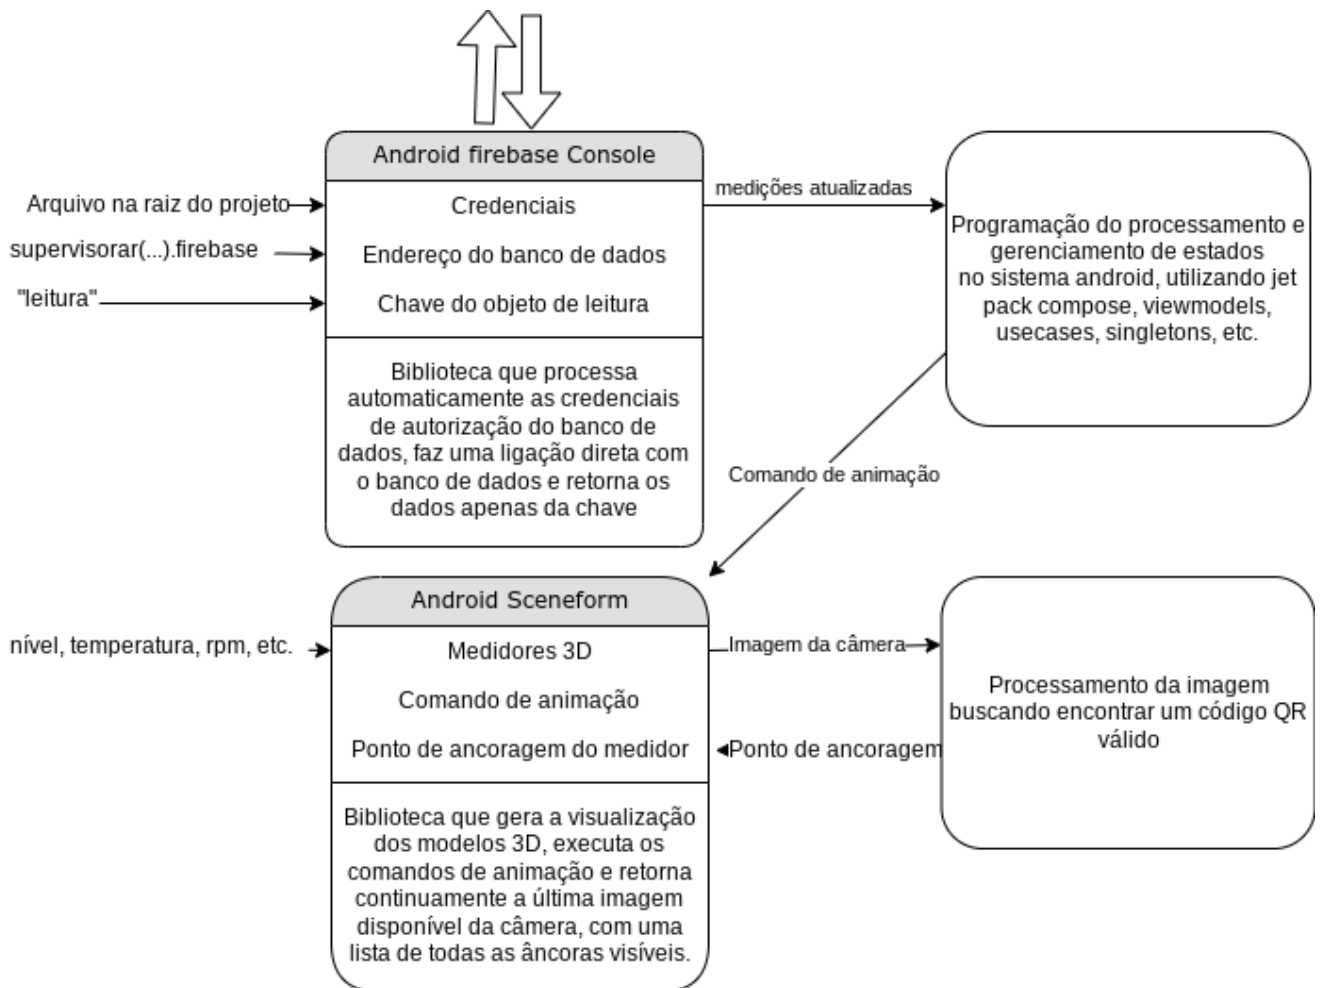 Android firebase Console
Arquivo na raiz do projeto
Credenciais
medições atualizadas
supervisorar(...).firebase
Endereço do banco de dados
"leitura"
Chave do objeto de leitura
Programação do processamento e
gerenciamento de estados
no sistema android, utilizando jet
pack compose, viewmodels,
usecases, singletons, etc.
Biblioteca que processa
automaticamente as credenciais
de autorização do banco de
dados, faz uma ligação direta com
o banco de dados e retorna os
dados apenas da chave
Comando de animação
Android Sceneform
nível, temperatura, rpm, etc.
Medidores 3D
Imagem da câmera
Comando de animação
Ponto de ancoragem do medidor
Ponto de ancoragem
Processamento da imagem
buscando encontrar um código QR
válido
Biblioteca que gera a visualização
dos modelos 3D, executa os
comandos de animação e retorna
continuamente a última imagem
disponível da câmera, com uma
lista de todas as âncoras visíveis.